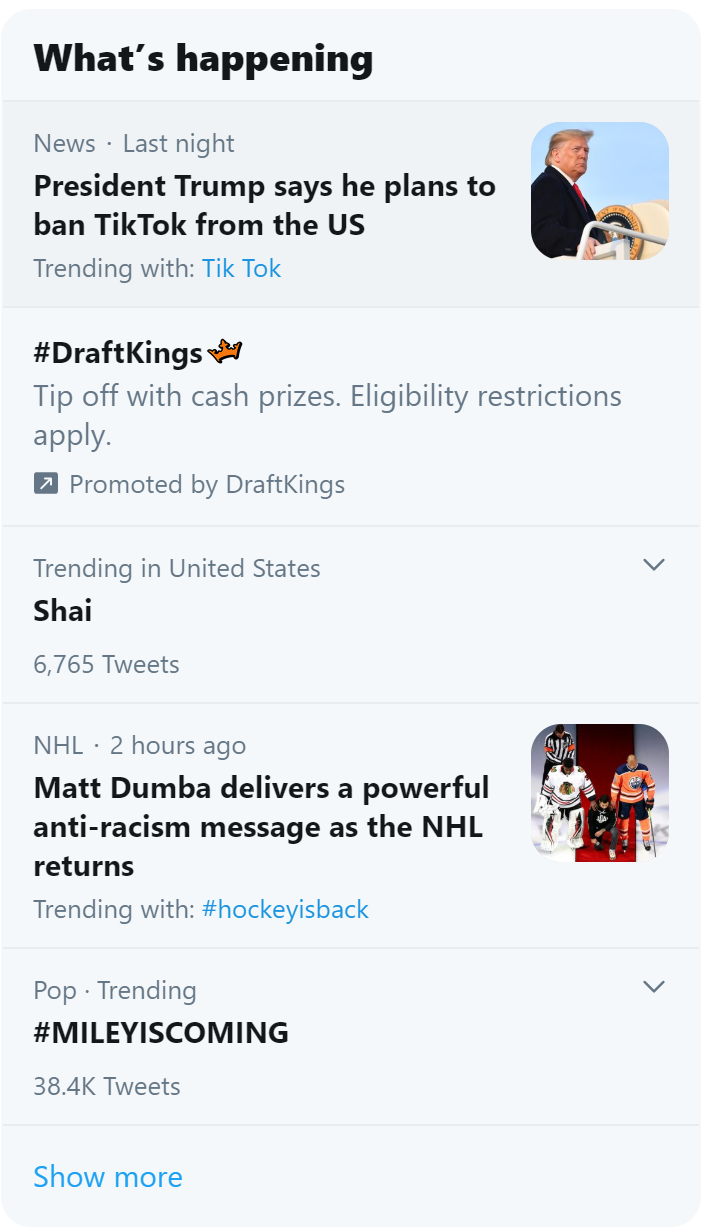 What’s happening
News · Last night
President Trump says he plans to
ban TikTok from the US
Trending with: Tik Tok
#DraftKings
Tip off with cash prizes. Eligibility restrictions
apply.
Promoted by DraftKings
Trending in United States
Shai
6,765 Tweets
NHL · 2 hours ago
Matt Dumba delivers a powerful
anti-racism message as the NHL
returns
Trending with: #hockeyisback
Pop · Trending
#MILEYISCOMING
38.4K Tweets
Show more